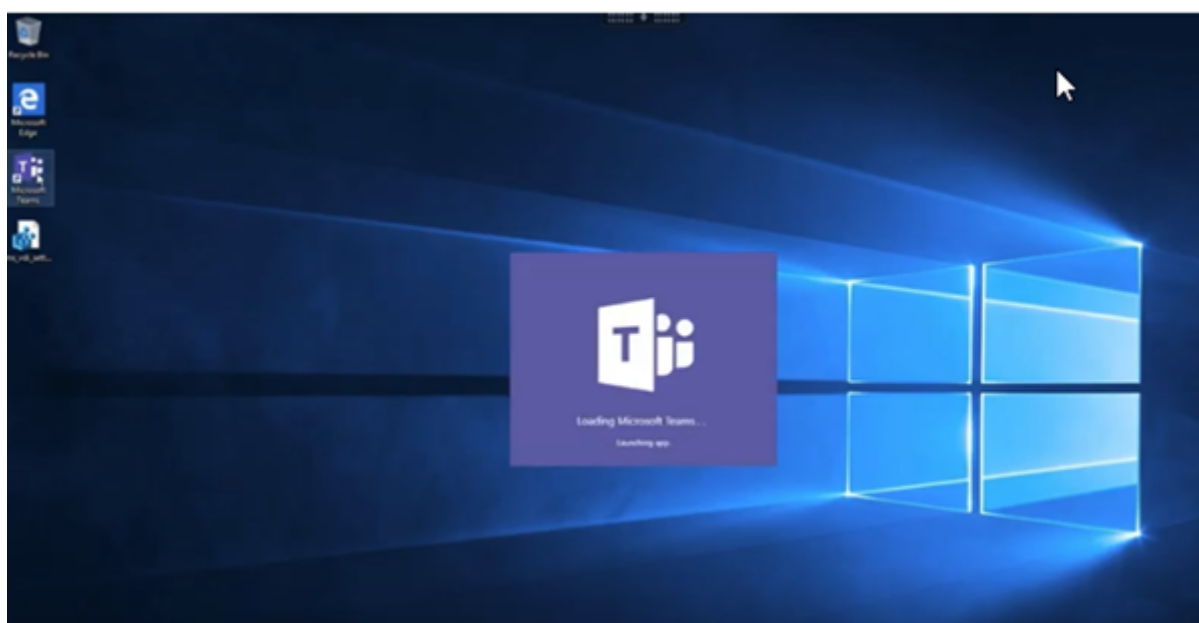 Recycle Bin
Microsoft
Edge
Microsoft
Teams
T
Loading Microsoft Teams...
Launching app